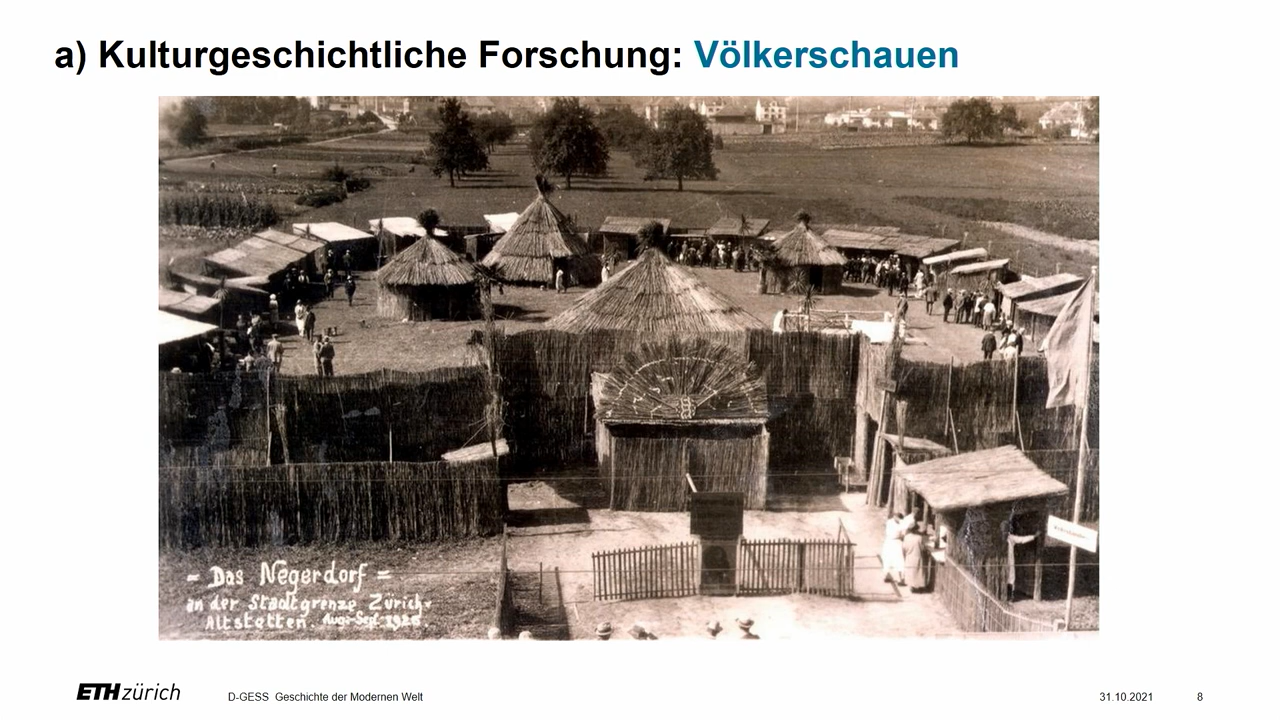 a) Kulturgeschichtliche Forschung: Völkerschauen
= Das Negerdorf =
an der Stadtgrenze Zürich-
Altstetten. Aug.-Sept. 1925.
ETH zürich
D-GESS Geschichte der Modernen Welt
31.10.2021
8